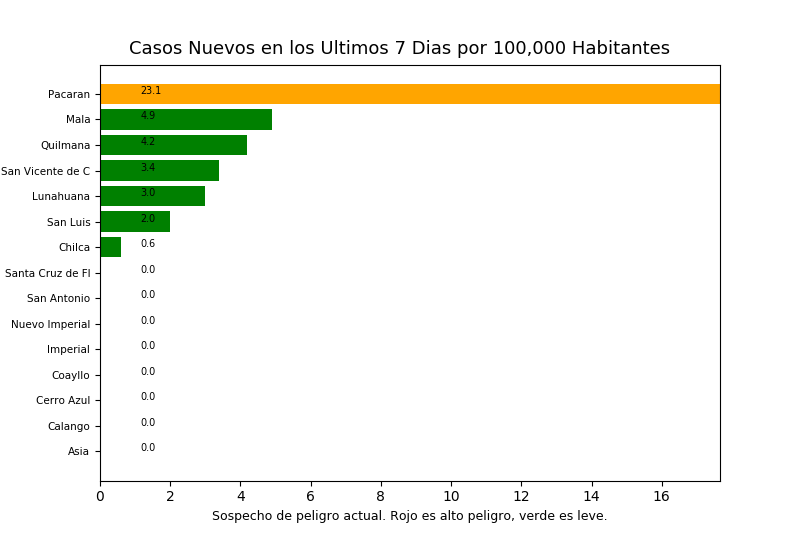 Casos Nuevos en los Ultimos 7 Dias por 100,000 Habitantes
Pacaran 23.1
Mala 4.9
Quilmana 4.2
San Vicente de C 3.4
Lunahuana 3.0
San Luis 2.0
Chilca 0.6
Santa Cruz de Fl 0.0
San Antonio 0.0
Nuevo Imperial 0.0
Imperial 0.0
Coayllo 0.0
Cerro Azul 0.0
Calango 0.0
Asia 0.0
0 2 4 6 8 10 12 14 16
Sospecho de peligro actual. Rojo es alto peligro, verde es leve.